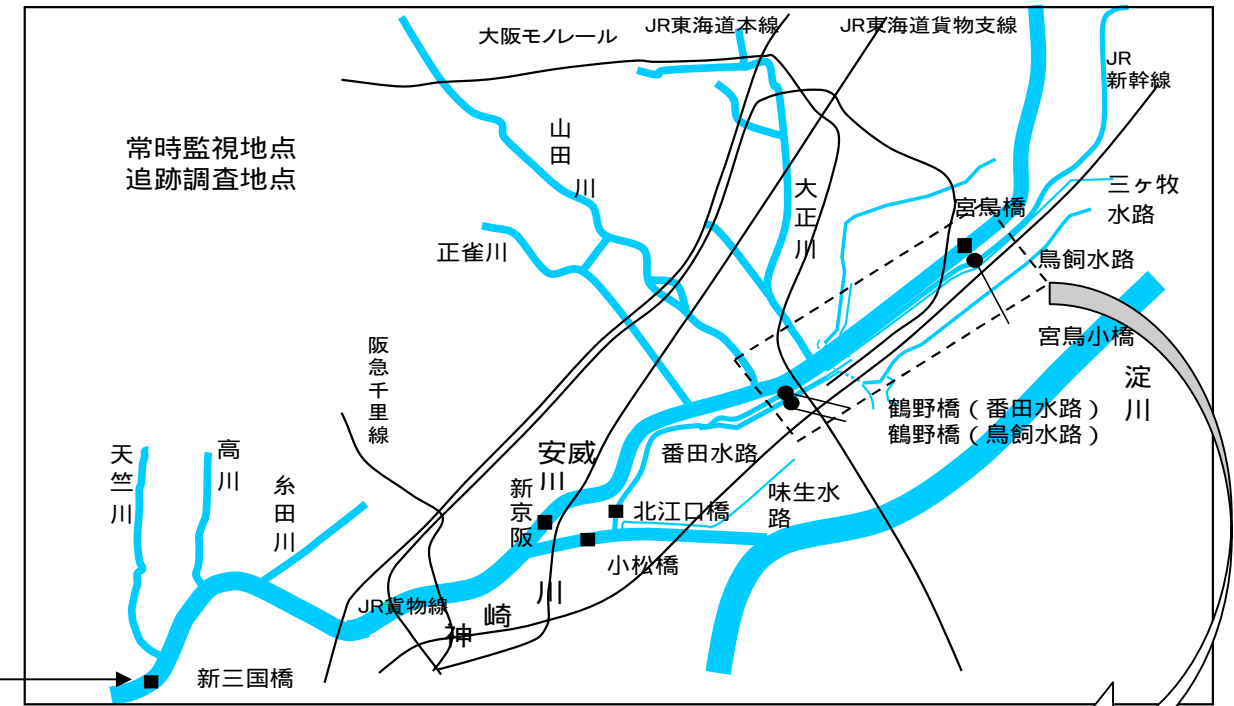 大阪モノレール
JR東海道本線
JR東海道貨物支線
JR
新幹線
常時監視地点
追跡調査地点
山田川
大正川
三ヶ牧
水路
宮鳥橋
正雀川
鳥飼水路
宮鳥小橋
阪急千里線
淀川
鶴野橋（番田水路）
鶴野橋（鳥飼水路）
天竺川
高川
糸田川
安威川
番田水路
新京阪
北江口橋
味生水
路
小松橋
JR貨物線
神崎川
新三国橋